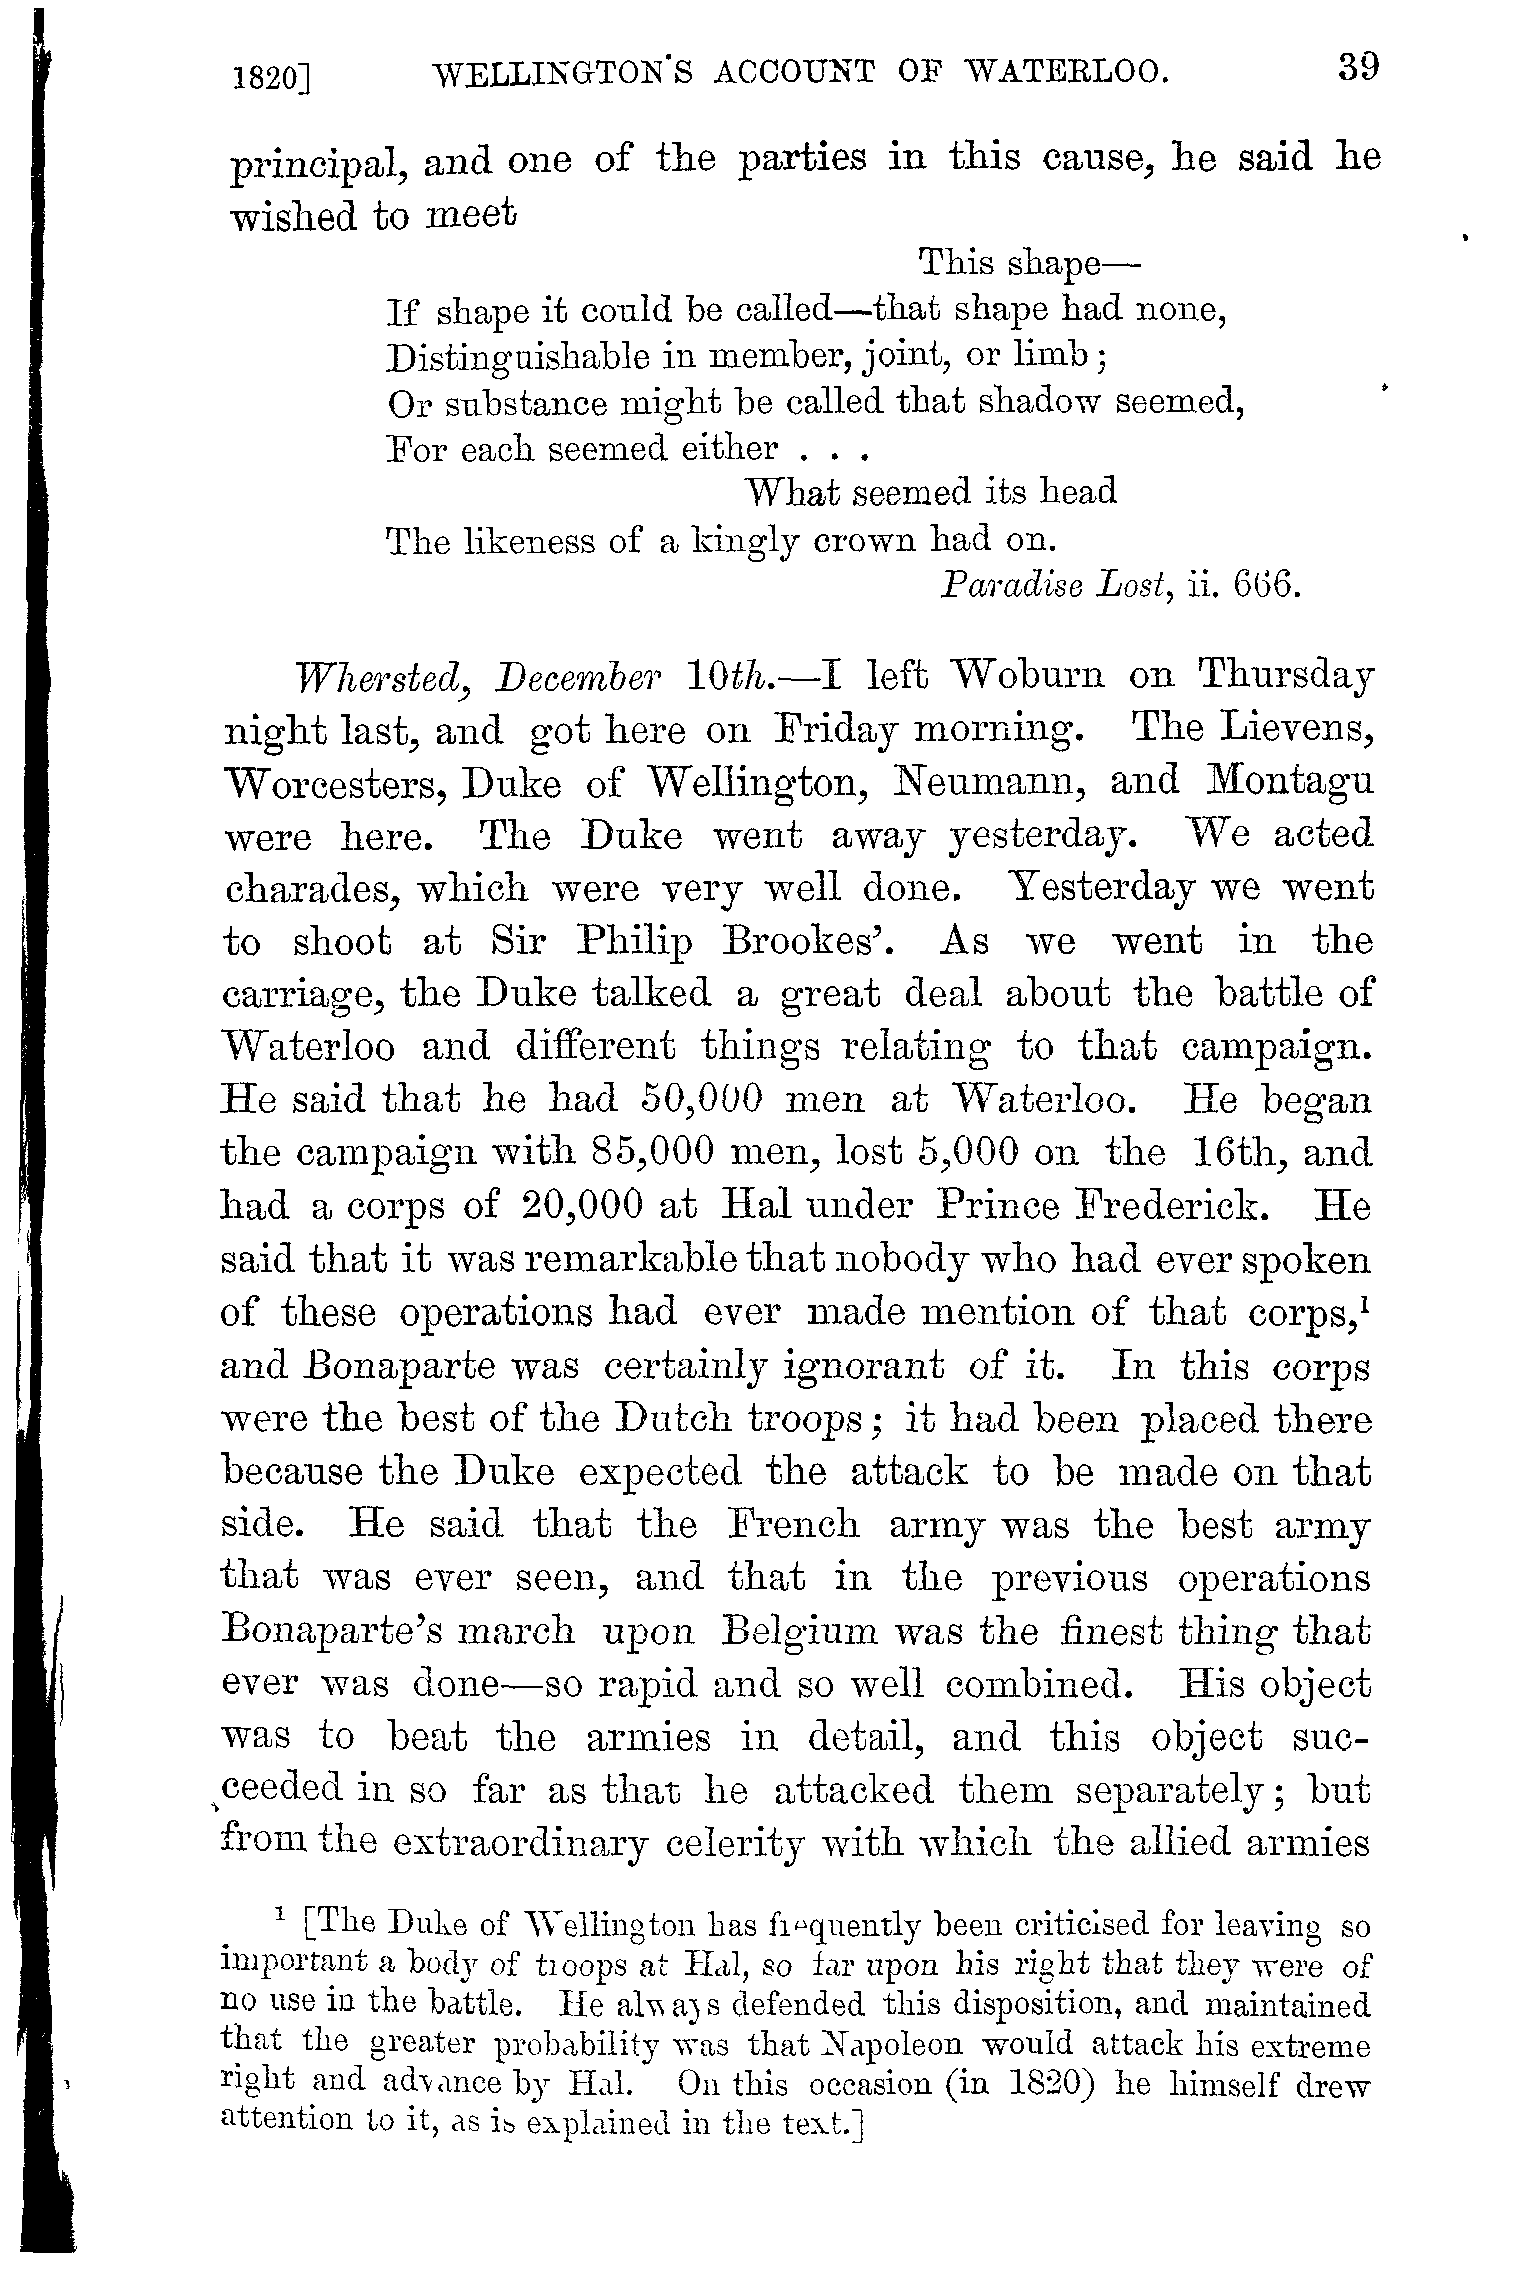 1820] WELLINGTON'S ACCOUNT OF WATERLOO. 39
principal, and one of the parties in this cause, he said he
wished to meet
This shape—
If shape it could be called—that shape had none,
Distinguishable in member, joint, or limb;
Or substance might be called that shadow seemed,
For each seemed either . . .
What seemed its head
The likeness of a kingly crown had on.
Paradise Lost, ii. 666.
Whersted, December 10th.—I left Woburn on Thursday
night last, and got here on Friday morning. The Lievens,
Worcesters, Duke of Wellington, Neumann, and Montagu
were here. The Duke went away yesterday. We acted
charades, which were very well done. Yesterday we went
to shoot at Sir Philip Brookes'. As we went in the
carriage, the Duke talked a great deal about the battle of
Waterloo and different things relating to that campaign.
He said that he had 50,000 men at Waterloo. He began
the campaign with 85,000 men, lost 5,000 on the 16th, and
had a corps of 20,000 at Hal under Prince Frederick. He
said that it was remarkable that nobody who had ever spoken
of these operations had ever made mention of that corps,¹
and Bonaparte was certainly ignorant of it. In this corps
were the best of the Dutch troops; it had been placed there
because the Duke expected the attack to be made on that
side. He said that the French army was the best army
that was ever seen, and that in the previous operations
Bonaparte's march upon Belgium was the finest thing that
ever was done—so rapid and so well combined. His object
was to beat the armies in detail, and this object suc-
ceeded in so far as that he attacked them separately; but
from the extraordinary celerity with which the allied armies
¹ [The Duke of Wellington has frequently been criticised for leaving so
important a body of troops at Hal, so far upon his right that they were of
no use in the battle. He always defended this disposition, and maintained
that the greater probability was that Napoleon would attack his extreme
right and advance by Hal. On this occasion (in 1820) he himself drew
attention to it, as is explained in the text.]